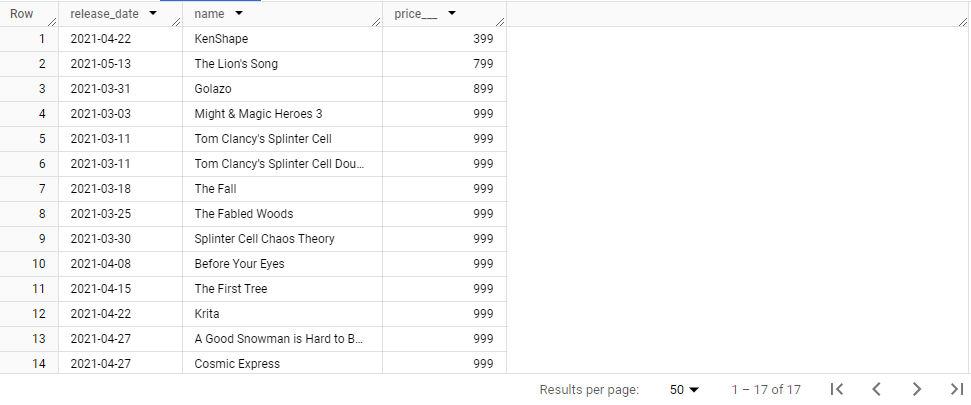 Row release_date name price___
1 2021-04-22 KenShape 399
2 2021-05-13 The Lion's Song 799
3 2021-03-31 Golazo 899
4 2021-03-03 Might & Magic Heroes 3 999
5 2021-03-11 Tom Clancy's Splinter Cell 999
6 2021-03-11 Tom Clancy's Splinter Cell Dou... 999
7 2021-03-18 The Fall 999
8 2021-03-25 The Fabled Woods 999
9 2021-03-30 Splinter Cell Chaos Theory 999
10 2021-04-08 Before Your Eyes 999
11 2021-04-15 The First Tree 999
12 2021-04-22 Krita 999
13 2021-04-27 A Good Snowman is Hard to B... 999
14 2021-04-27 Cosmic Express 999
Results per page: 50 1 – 17 of 17